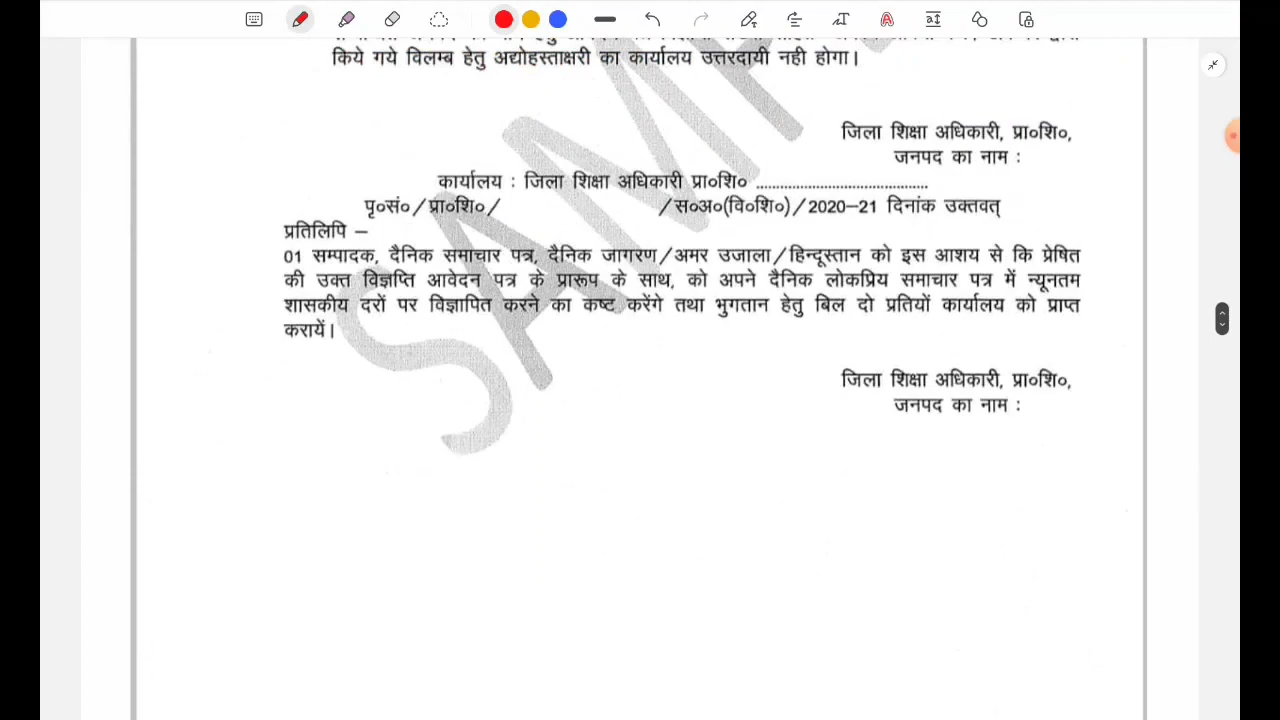 किये गये विलम्ब हेतु अद्योहस्ताक्षरी का कार्यालय उत्तरदायी नही होगा।
जिला शिक्षा अधिकारी, प्रा०शि०,
जनपद का नाम :
कार्यालय : जिला शिक्षा अधिकारी प्रा०शि० ...........................................
पृ०सं०/प्रा०शि०/ /स०अ०(वि०शि०)/2020-21 दिनांक उक्तवत्
प्रतिलिपि –
01 सम्पादक, दैनिक समाचार पत्र, दैनिक जागरण/अमर उजाला/हिन्दूस्तान को इस आशय से कि प्रेषित
की उक्त विज्ञप्ति आवेदन पत्र के प्रारूप के साथ, को अपने दैनिक लोकप्रिय समाचार पत्र में न्यूनतम
शासकीय दरों पर विज्ञापित करने का कष्ट करेंगे तथा भुगतान हेतु बिल दो प्रतियों कार्यालय को प्राप्त
करायें।
जिला शिक्षा अधिकारी, प्रा०शि०,
जनपद का नाम :